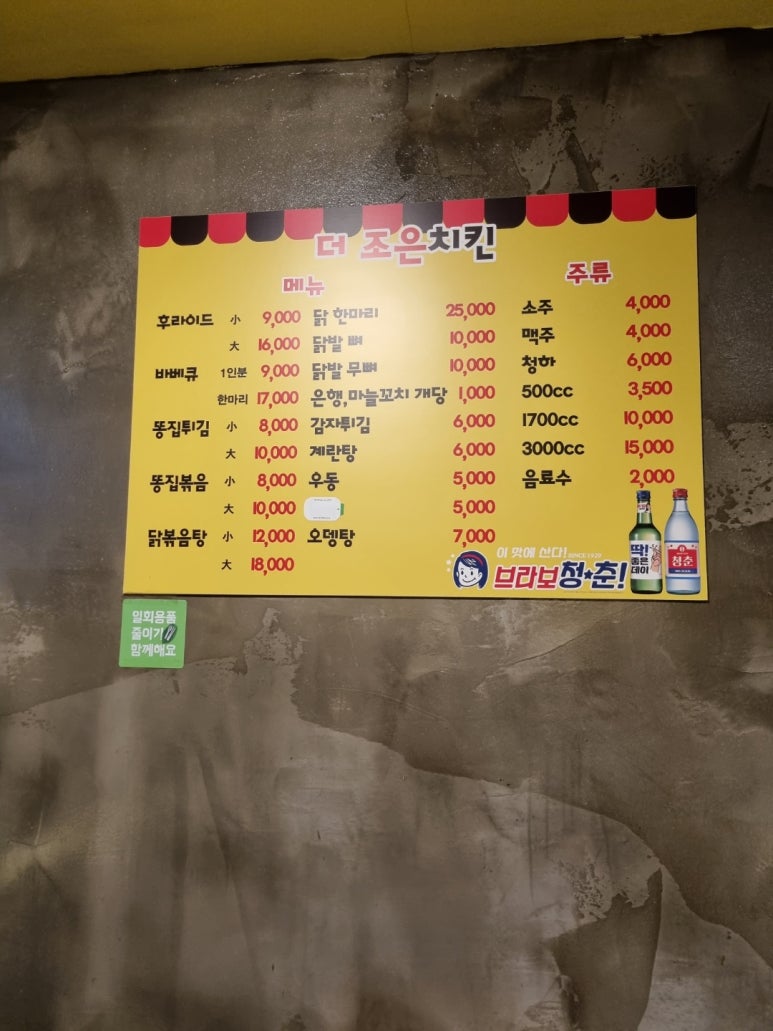 더 조은치킨
메뉴
후라이드 小 9,000
大 16,000
바베큐 1인분 9,000
한마리 17,000
똥집튀김 小 8,000
大 10,000
똥집볶음 小 8,000
大 10,000
닭볶음탕 小 12,000
大 18,000
닭 한마리 25,000
닭발 뼈 10,000
닭발 무뼈 10,000
은행,마늘꼬치 개당 1,000
감자튀김 6,000
계란탕 6,000
우동 5,000
5,000
오뎅탕 7,000
주류
소주 4,000
맥주 4,000
청하 6,000
500cc 3,500
1700cc 10,000
3000cc 15,000
음료수 2,000
이 맛에 산다! SINCE 1929
브라보청★춘!
딱!
좋은
데이
청춘
일회용품
줄이기
함께해요